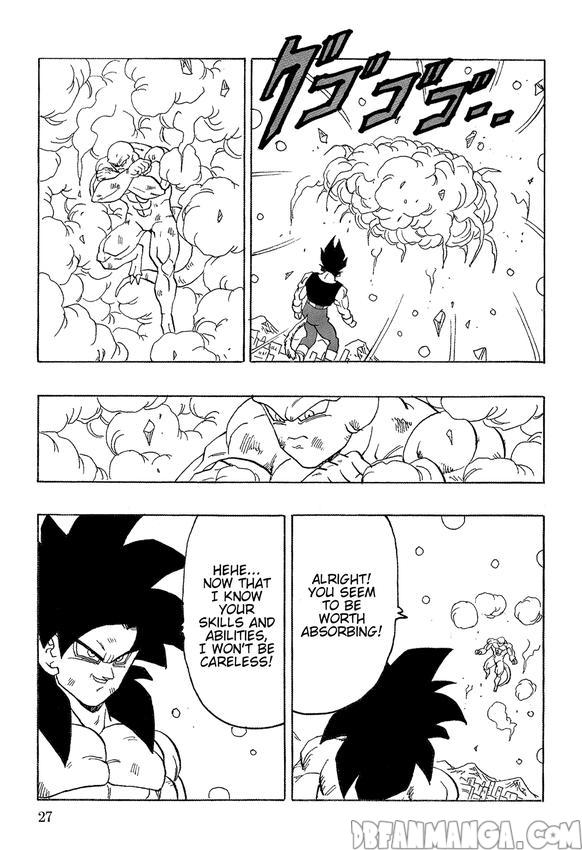 グゴゴゴゴ‥
ALRIGHT!
YOU SEEM
TO BE
WORTH
ABSORBING!
HEHE...
NOW THAT
I KNOW
YOUR
SKILLS AND
ABILITIES,
I WON'T BE
CARELESS!
27
DBFANMANGA.COM